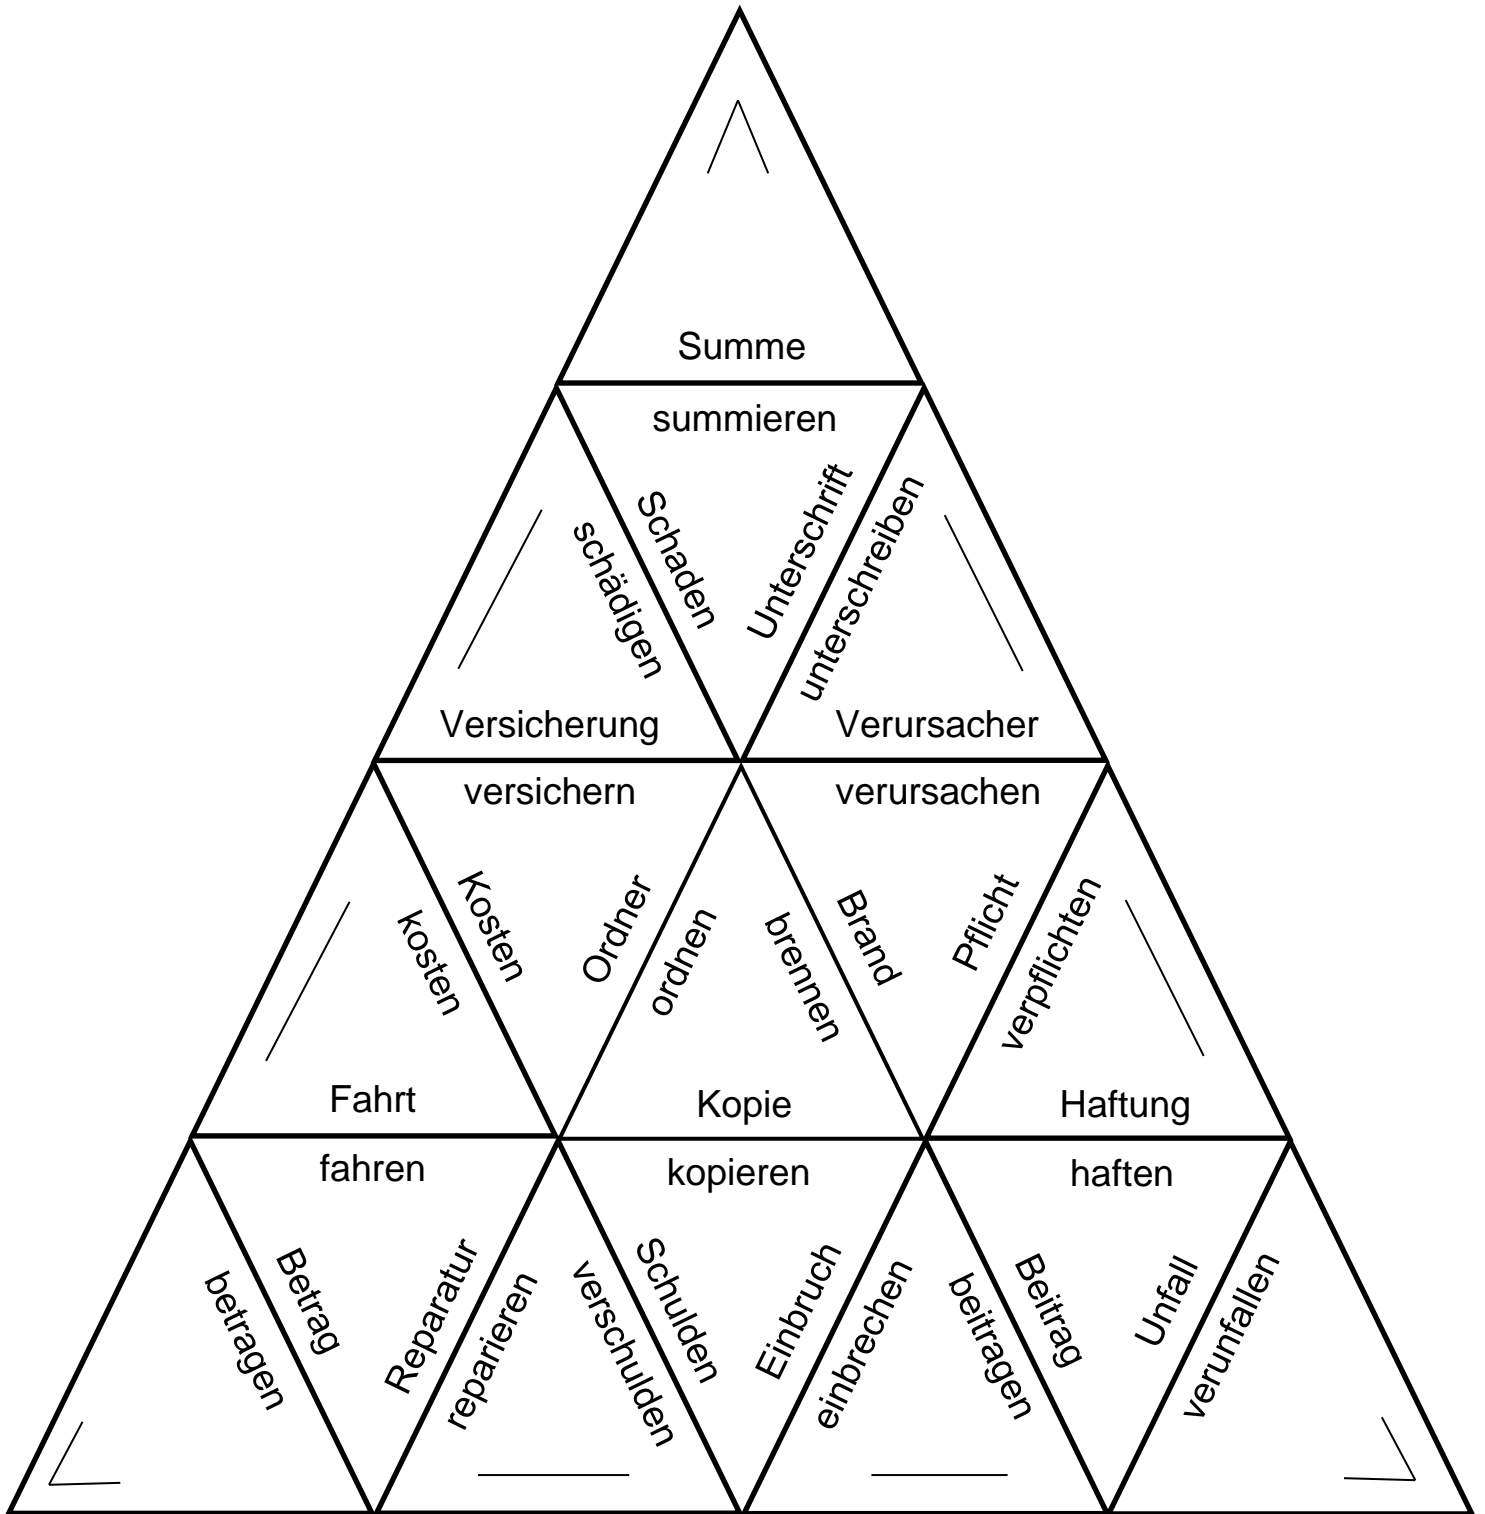 Summe
summieren
Schaden
schädigen
Unterschrift
unterschreiben
Versicherung
Verursacher
versichern
verursachen
Kosten
kosten
Ordner
ordnen
Brand
brennen
Pflicht
verpflichten
Fahrt
Kopie
Haftung
fahren
kopieren
haften
Betrag
betragen
Reparatur
reparieren
Schulden
verschulden
Einbruch
einbrechen
Beitrag
beitragen
Unfall
verunfallen